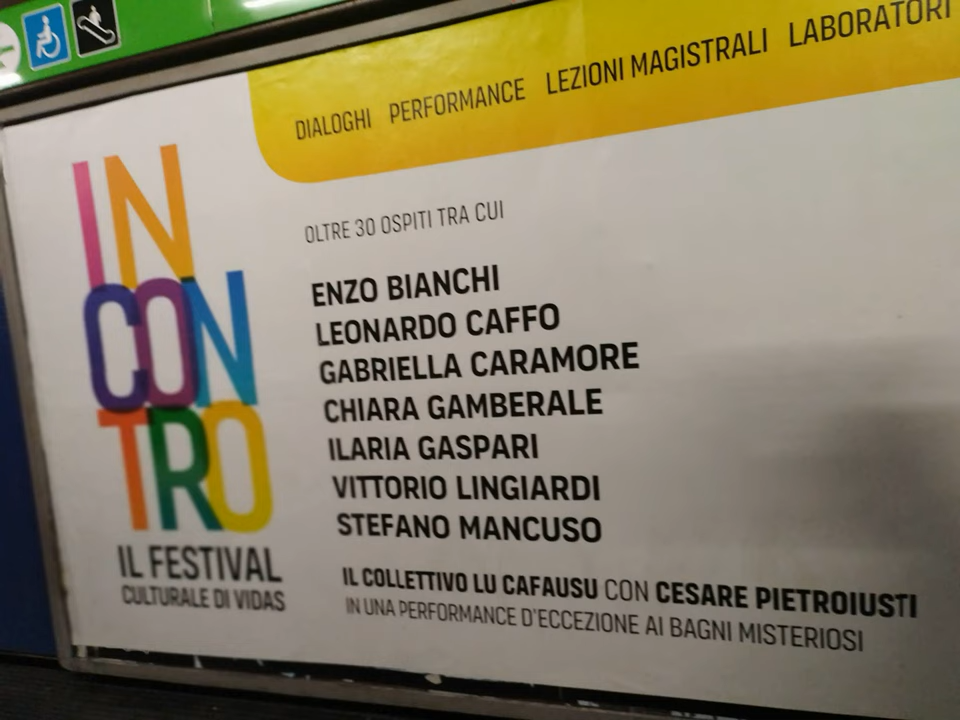 DIALOGHI PERFORMANCE LEZIONI MAGISTRALI LABORATORI
IN
CON
TRO
IL FESTIVAL
CULTURALE DI VIDAS
OLTRE 30 OSPITI TRA CUI
ENZO BIANCHI
LEONARDO CAFFO
GABRIELLA CARAMORE
CHIARA GAMBERALE
ILARIA GASPARI
VITTORIO LINGIARDI
STEFANO MANCUSO
IL COLLETTIVO LU CAFAUSU CON CESARE PIETROIUSTI
IN UNA PERFORMANCE D'ECCEZIONE AI BAGNI MISTERIOSI